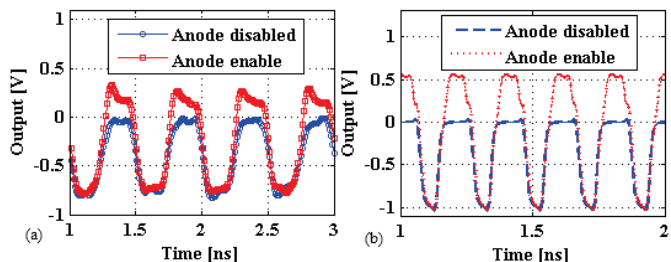 1
0.5
0
-0.5
-1
Output [V]
Anode disabled
Anode enable
1
1.5
2
2.5
3
(a)
Time [ns]
1
0.5
0
-0.5
-1
Output [V]
Anode disabled
Anode enable
1
1.5
2
(b)
Time [ns]